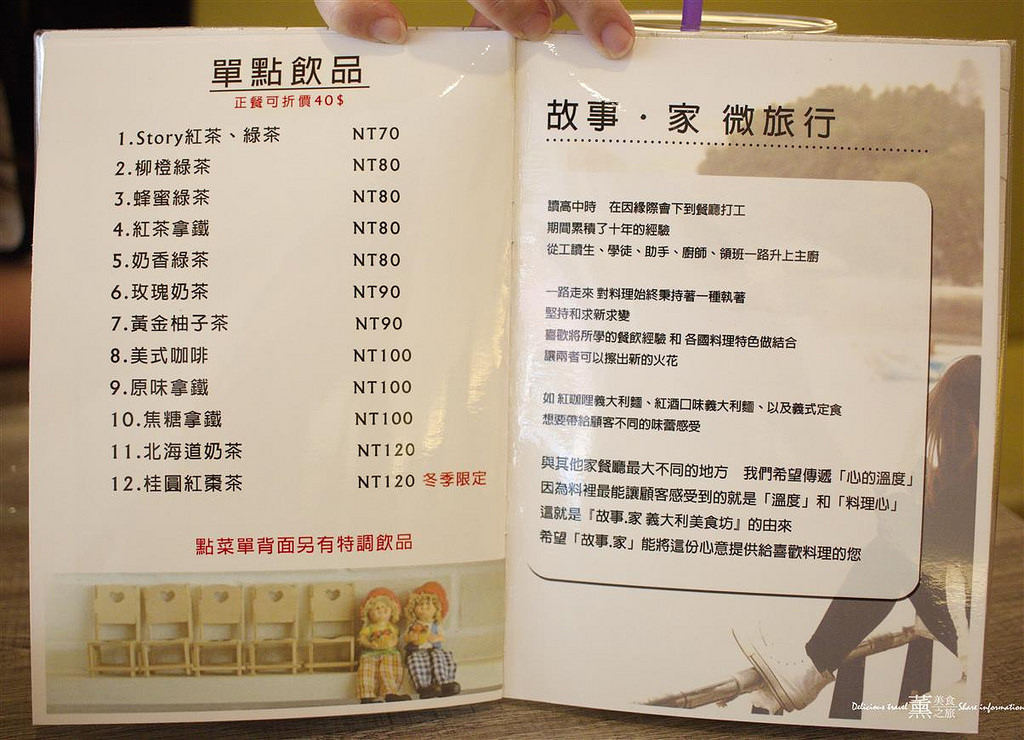 單點飲品
正餐可折價40$
1.Story紅茶、綠茶 NT70
2.柳橙綠茶 NT80
3.蜂蜜綠茶 NT80
4.紅茶拿鐵 NT80
5.奶香綠茶 NT80
6.玫瑰奶茶 NT90
7.黃金柚子茶 NT90
8.美式咖啡 NT100
9.原味拿鐵 NT100
10.焦糖拿鐵 NT100
11.北海道奶茶 NT120
12.桂圓紅棗茶 NT120 冬季限定
點菜單背面另有特調飲品
故事・家 微旅行
讀高中時 在因緣際會下到餐廳打工
期間累積了十年的經驗
從工讀生、學徒、助手、廚師、領班一路升上主廚
一路走來 對料理始終秉持著一種執著
堅持和求新求變
喜歡將所學的餐飲經驗 和 各國料理特色做結合
讓兩者可以擦出新的火花
如 紅咖哩義大利麵、紅酒口味義大利麵、以及義式定食
想要帶給顧客不同的味蕾感受
與其他家餐廳最大不同的地方 我們希望傳遞「心的溫度」
因為料裡最能讓顧客感受到的就是「溫度」和「料理心」
這就是『故事.家 義大利美食坊』的由來
希望「故事.家」能將這份心意提供給喜歡料理的您
Delicious travel 薰 美食之旅 Share information